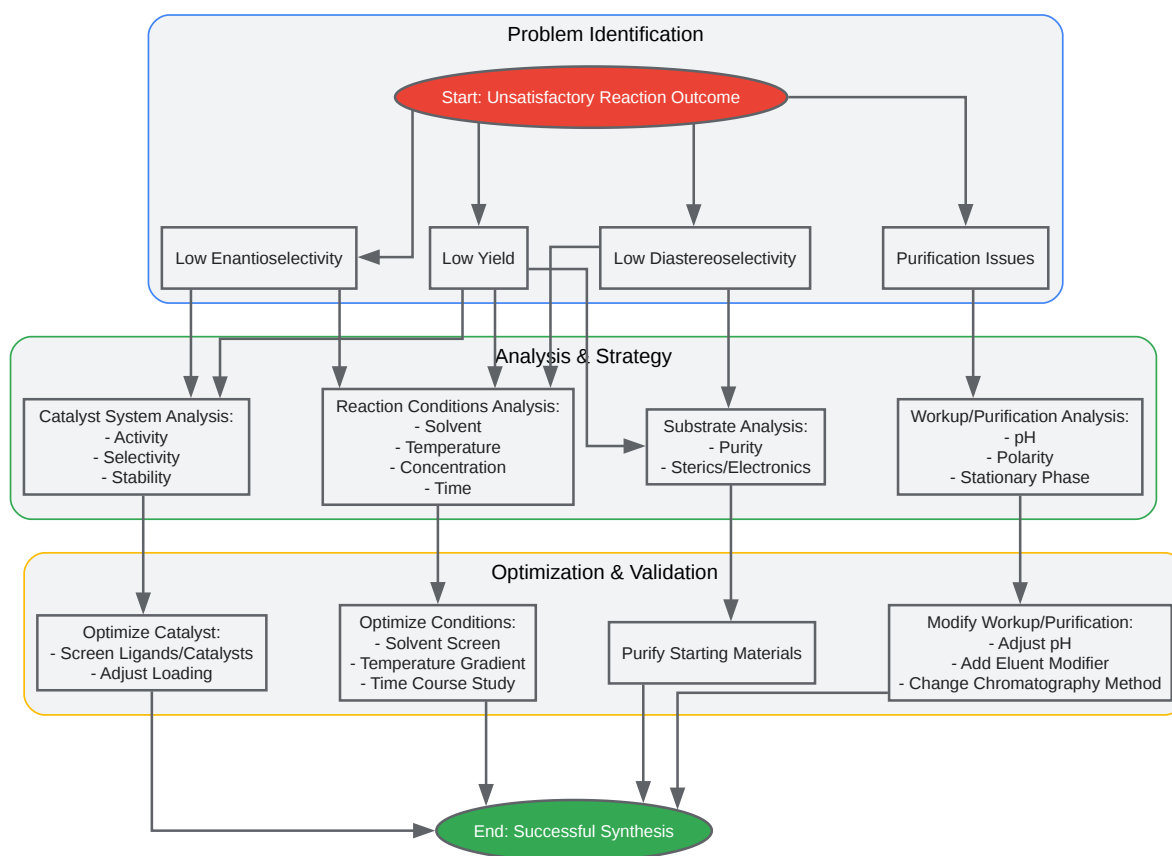 Problem Identification
Start: Unsatisfactory Reaction Outcome
Low Enantioselectivity
Low Yield
Low Diastereoselectivity
Purification Issues
Analysis & Strategy
Catalyst System Analysis:
- Activity
- Selectivity
- Stability
Reaction Conditions Analysis:
- Solvent
- Temperature
- Concentration
- Time
Substrate Analysis:
- Purity
- Sterics/Electronics
Workup/Purification Analysis:
- pH
- Polarity
- Stationary Phase
Optimization & Validation
Optimize Catalyst:
- Screen Ligands/Catalysts
- Adjust Loading
Optimize Conditions:
- Solvent Screen
- Temperature Gradient
- Time Course Study
Purify Starting Materials
Modify Workup/Purification:
- Adjust pH
- Add Eluent Modifier
- Change Chromatography Method
End: Successful Synthesis